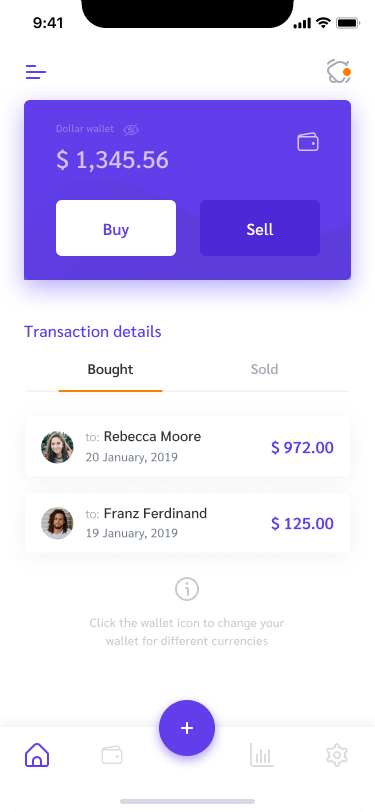 9:41
Dollar wallet
$ 1,345.56
Buy
Sell
Transaction details
Bought
Sold
to: Rebecca Moore
$ 972.00
20 January, 2019
to: Franz Ferdinand
$ 125.00
19 January, 2019
Click the wallet icon to change your
wallet for different currencies
+